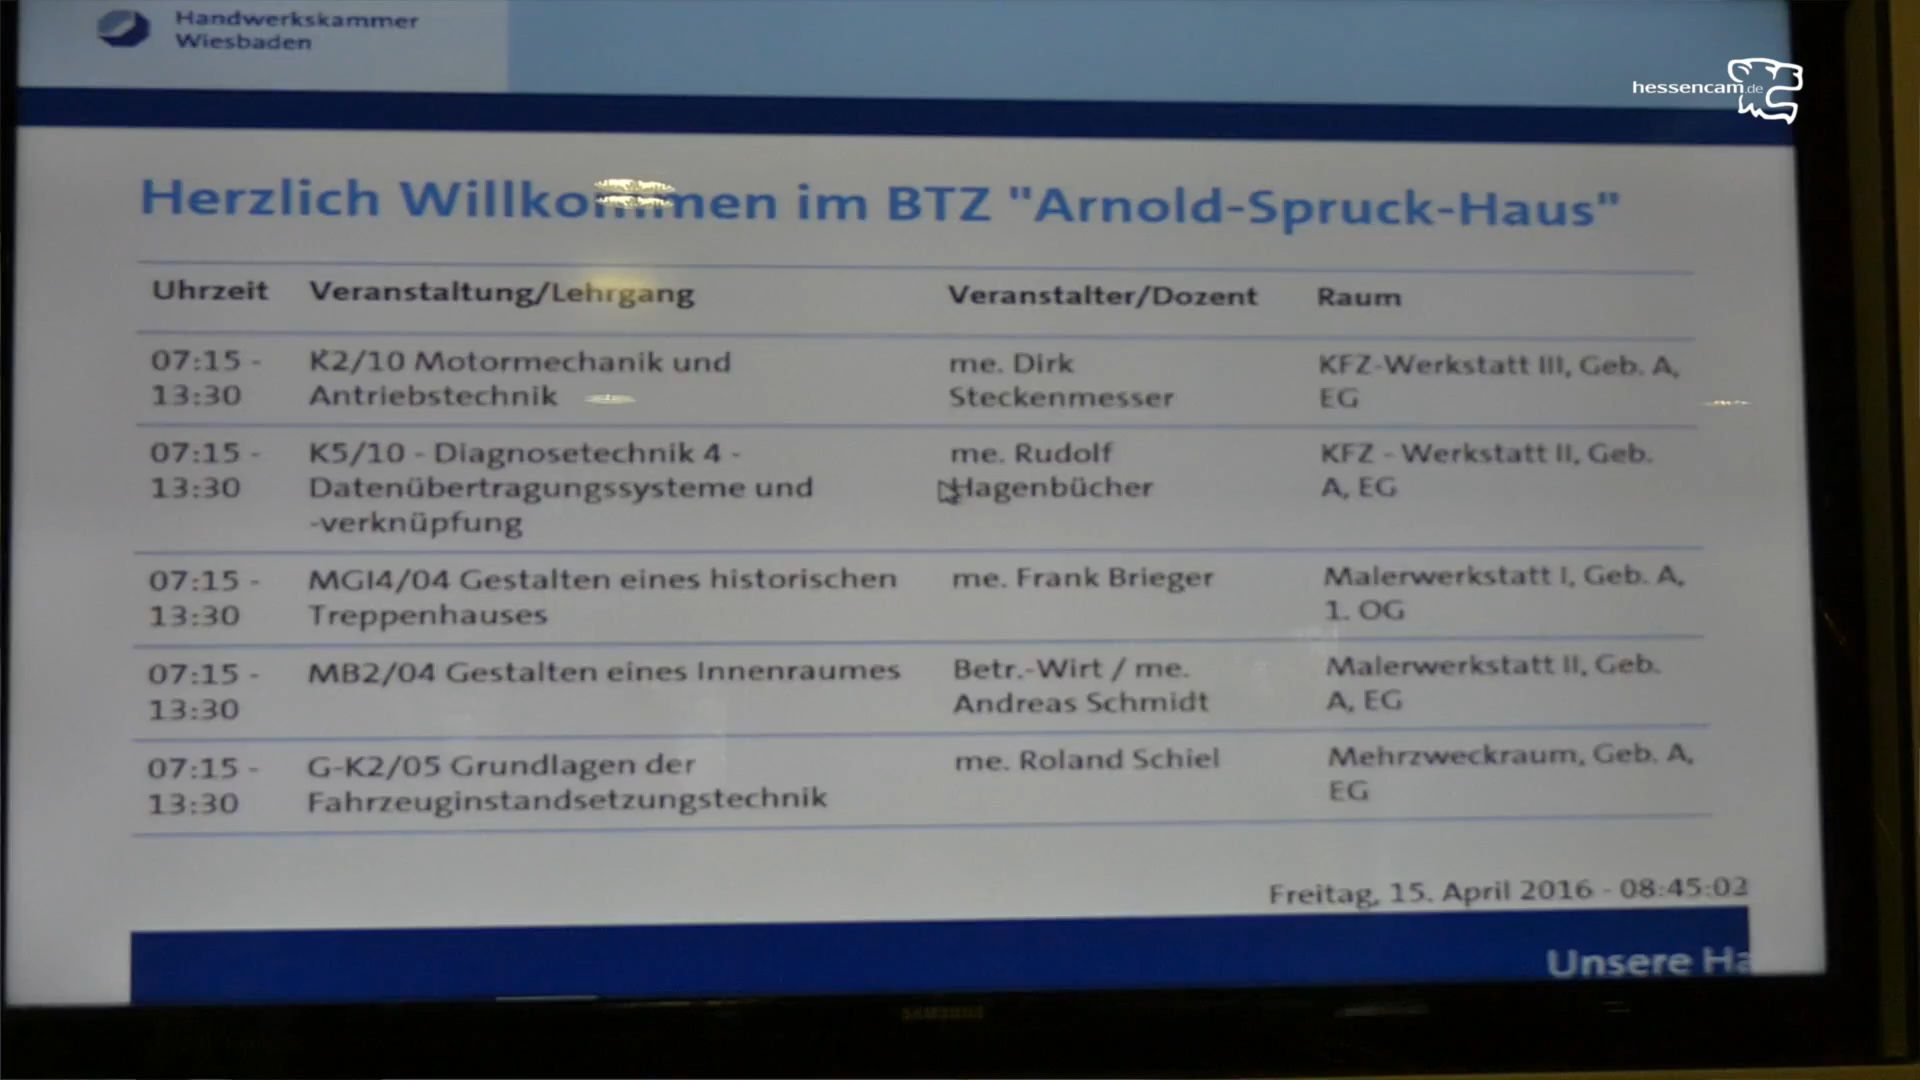 Handwerkskammer
Wiesbaden
hessencam.de
Herzlich Willkommen im BTZ "Arnold-Spruck-Haus"
Uhrzeit Veranstaltung/Lehrgang Veranstalter/Dozent Raum
07:15 - K2/10 Motormechanik und me. Dirk KFZ-Werkstatt III, Geb. A,
13:30 Antriebstechnik Steckenmesser EG
07:15 - K5/10 - Diagnosetechnik 4 - me. Rudolf KFZ - Werkstatt II, Geb.
13:30 Datenübertragungssysteme und Hagenbücher A, EG
-verknüpfung
07:15 - MGI4/04 Gestalten eines historischen me. Frank Brieger Malerwerkstatt I, Geb. A,
13:30 Treppenhauses 1. OG
07:15 - MB2/04 Gestalten eines Innenraumes Betr.-Wirt / me. Malerwerkstatt II, Geb.
13:30 Andreas Schmidt A, EG
07:15 - G-K2/05 Grundlagen der me. Roland Schiel Mehrzweckraum, Geb. A,
13:30 Fahrzeuginstandsetzungstechnik EG
Freitag, 15. April 2016 - 08:45:02
Unsere Ha
SAMSUNG